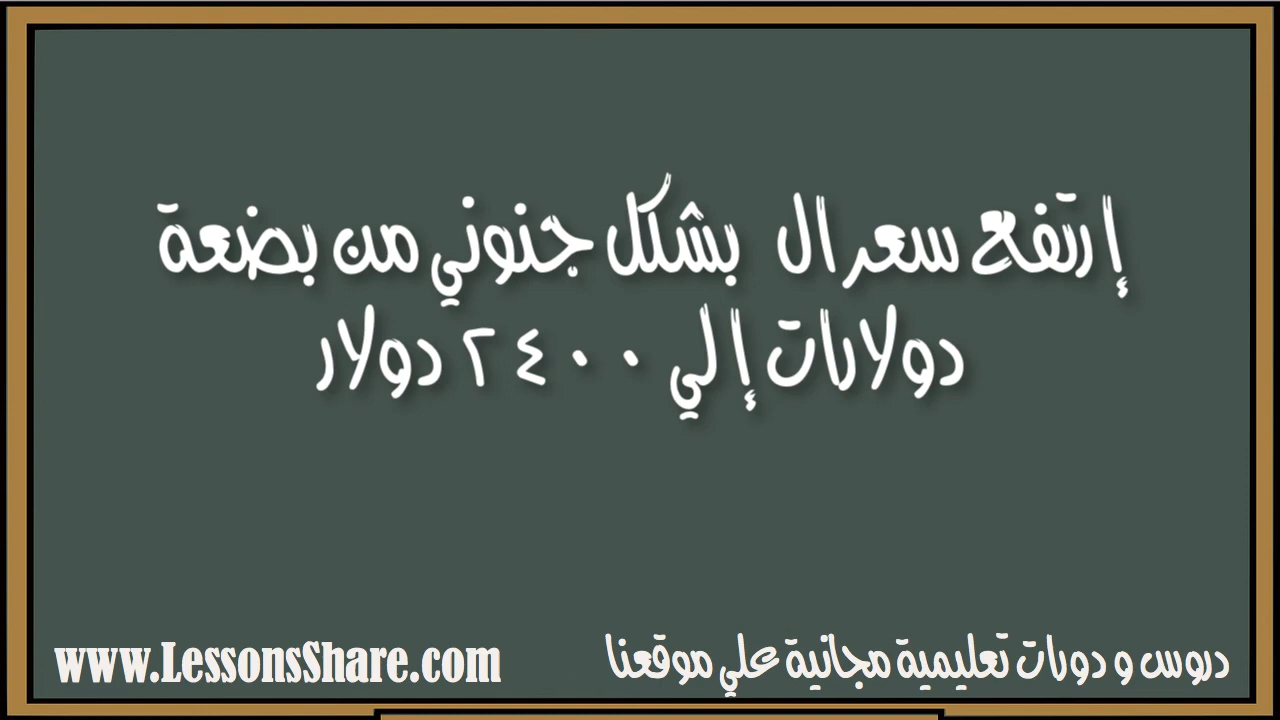 إرتفع سعر ال بشكل جنوني من بضعة
دولارات إلي ٢٤٠٠ دولار
www.LessonsShare.com
دروس و دورات تعليمية مجانية علي موقعنا